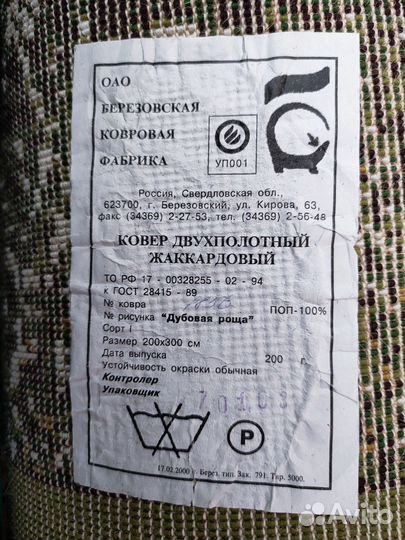 ОАО
БЕРЕЗОВСКАЯ
КОВРОВАЯ
ФАБРИКА
УП001
Россия, Свердловская обл.,
623700, г. Березовский, ул. Кирова, 63,
факс (34369) 2-27-53, тел. (34369) 2-56-48
КОВЕР ДВУХПОЛОТНЫЙ
ЖАККАРДОВЫЙ
ТО РФ 17 - 00328255 - 02 - 94
к ГОСТ 28415 - 89
№ ковра ПОП-100%
№ рисунка "Дубовая роща"
Сорт I
Размер 200x300 см
Дата выпуска 200 г.
Устойчивость окраски обычная
Контролер
Упаковщик
P
17.02.2000 г. Берез. тип. Зак. 791. Тир. 5000.
Avito